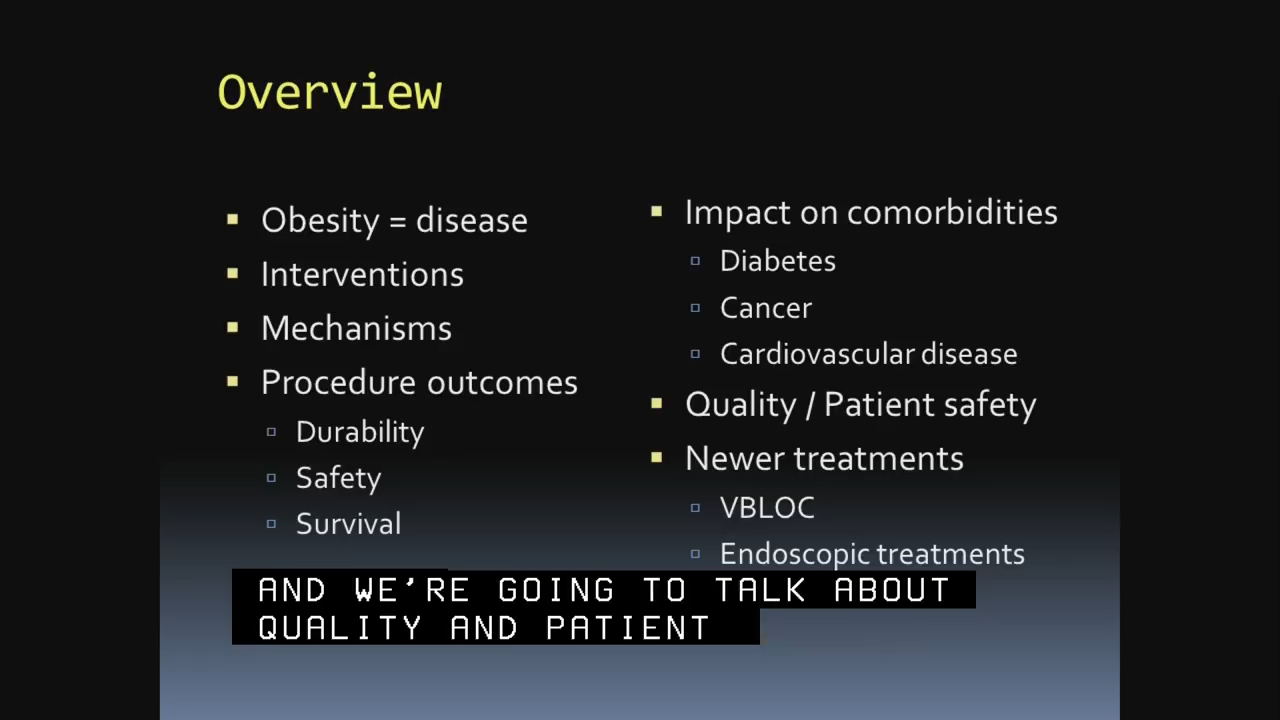 Overview
Obesity = disease
Interventions
Mechanisms
Procedure outcomes
Durability
Safety
Survival
Impact on comorbidities
Diabetes
Cancer
Cardiovascular disease
Quality / Patient safety
Newer treatments
VBLOC
Endoscopic treatments
AND WE'RE GOING TO TALK ABOUT
QUALITY AND PATIENT